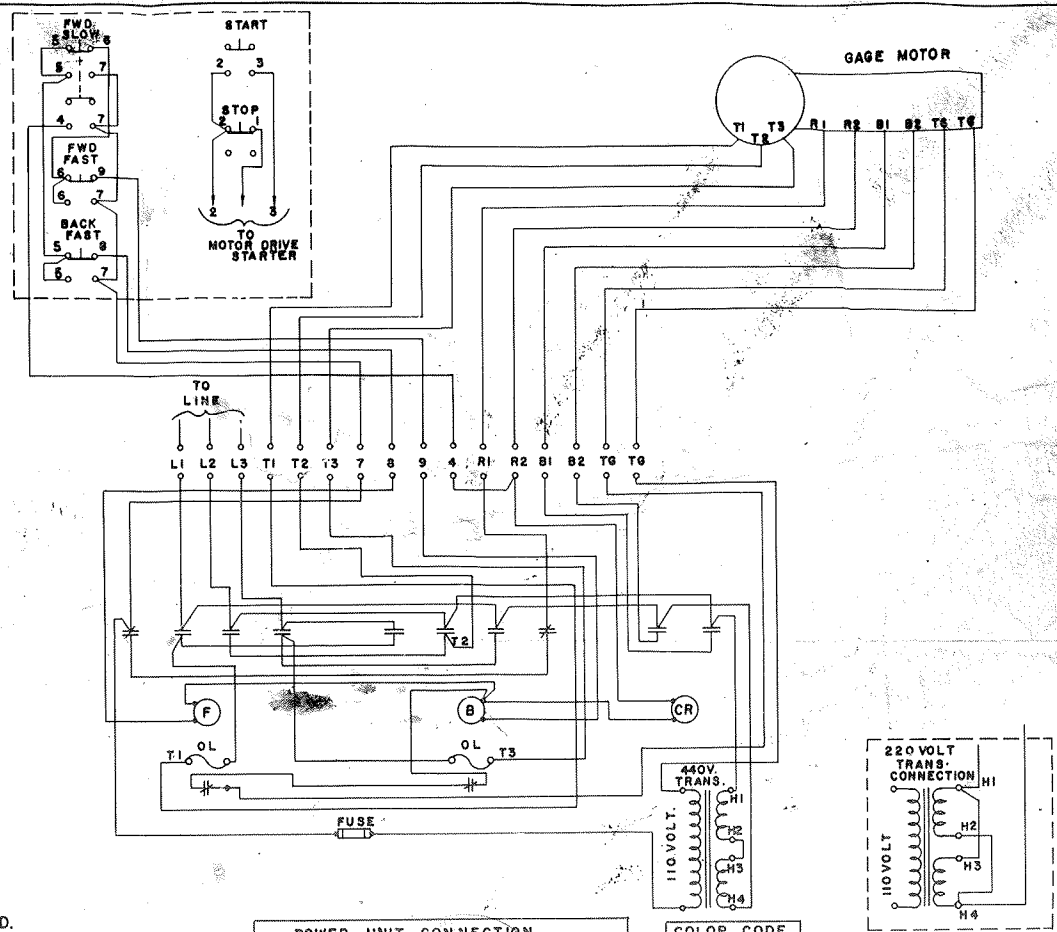 FWD
SLOW
5 6
5 7
4 7
FWD
FAST
6 9
6 7
BACK
FAST
5 8
5 7
START
2 3
STOP
2 1
2 3
TO
MOTOR DRIVE
STARTER
GAGE MOTOR
T1 T2 T3 R1 R2 B1 B2 TG TG
TO
LINE
L1 L2 L3 T1 T2 T3 7 8 9 4 R1 R2 B1 B2 TG TG
T2
F B CR
T1 OL OL T3
FUSE
440V.
TRANS.
110 VOLT.
H1
H2
H3
H4
220 VOLT
TRANS.
CONNECTION
110 VOLT
H1
H2
H3
H4
D.
POWER UNIT CONNECTION
COLOR CODE